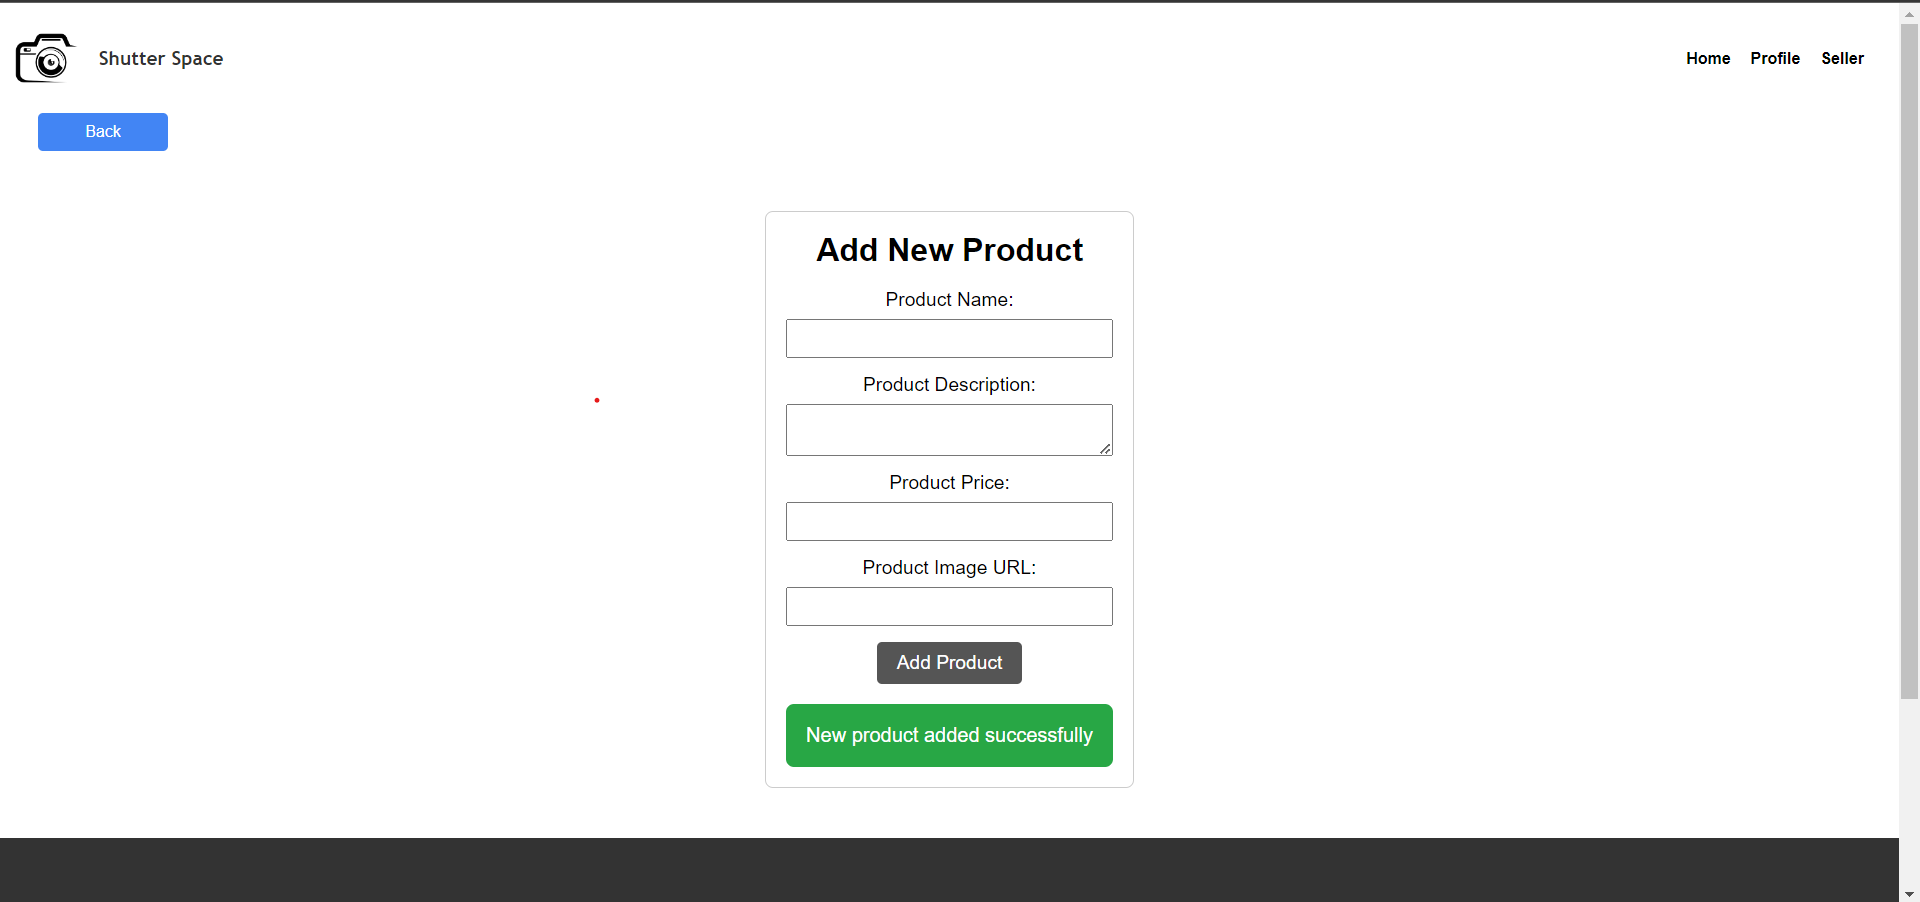 Shutter Space
Home Profile Seller
Back
Add New Product
Product Name:
Product Description:
Product Price:
Product Image URL:
Add Product
New product added successfully